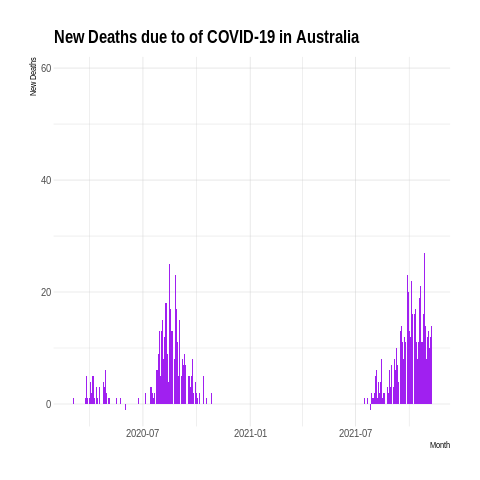 New Deaths due to of COVID-19 in Australia
New Deaths
60
40
20
0
2020-07
2021-01
2021-07
Month